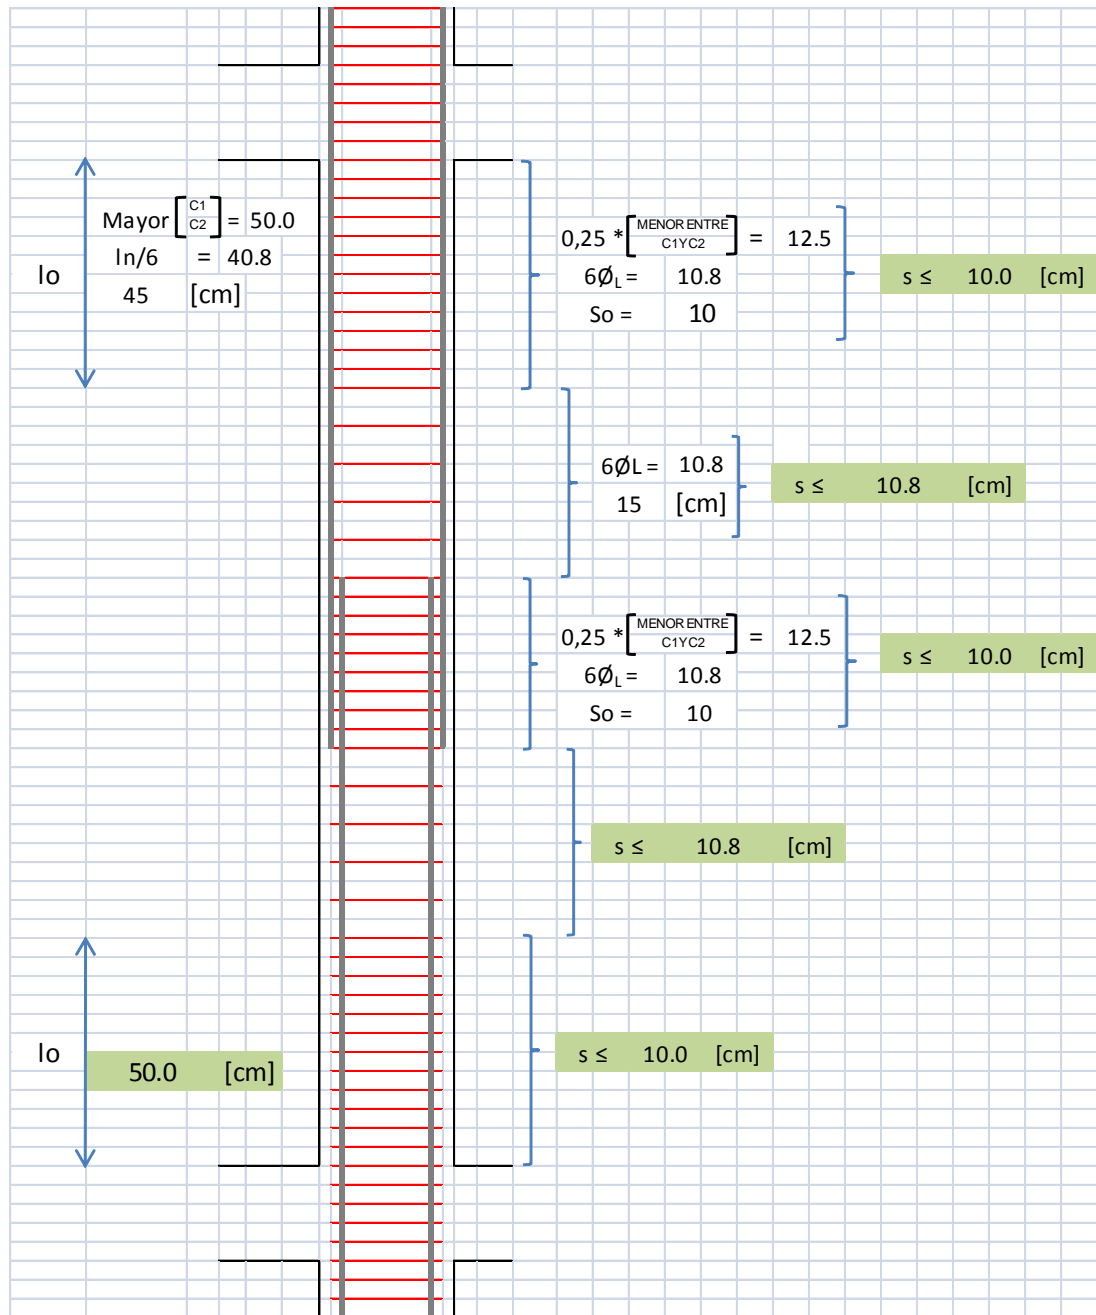 lo
Mayor [C1 C2] = 50.0
ln/6 = 40.8
45 [cm]
0,25 * [MENOR ENTRE C1YC2] = 12.5
6Ø_L = 10.8
So = 10
s ≤ 10.0 [cm]
6ØL = 10.8
15 [cm]
s ≤ 10.8 [cm]
0,25 * [MENOR ENTRE C1YC2] = 12.5
6Ø_L = 10.8
So = 10
s ≤ 10.0 [cm]
s ≤ 10.8 [cm]
lo
50.0 [cm]
s ≤ 10.0 [cm]